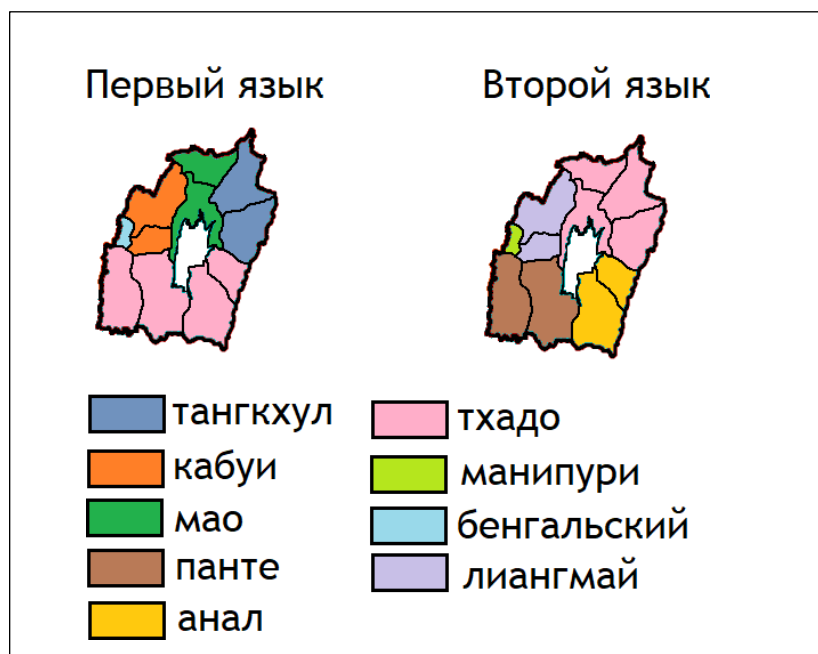 Первый язык
Второй язык
тангкхул
кабуи
мао
панте
анал
тхадо
манипури
бенгальский
лиангмай